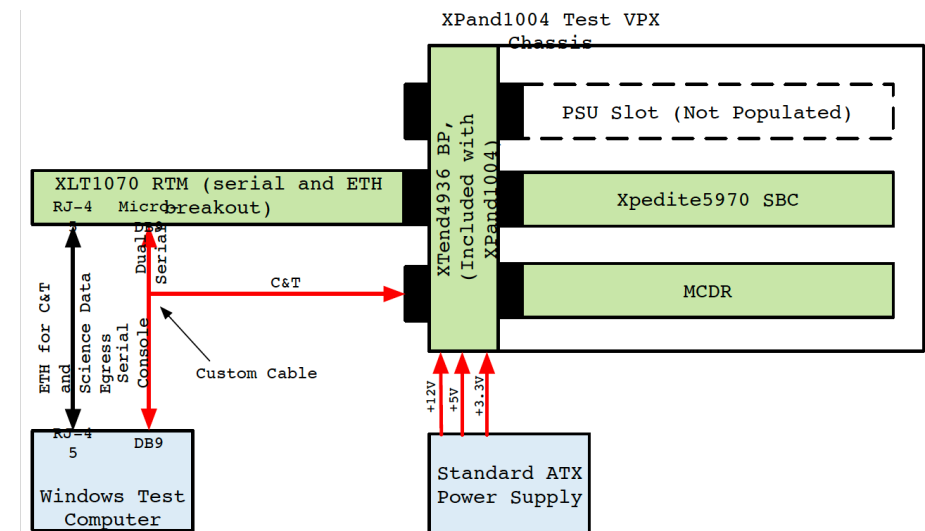 XPand1004 Test VPX
Chassis
PSU Slot (Not Populated)
XTend4936 BP,
(Included with
XPand1004)
XLT1070 RTM (serial and ETH
breakout)
RJ-4
5
Micro-
DB9
Xpedite5970 SBC
Dual
Serial
C&T
MCDR
ETH for C&T
and
Science Data
Egress
Serial
Console
Custom Cable
+12V
+5V
+3.3V
RJ-4
5
DB9
Windows Test
Computer
Standard ATX
Power Supply